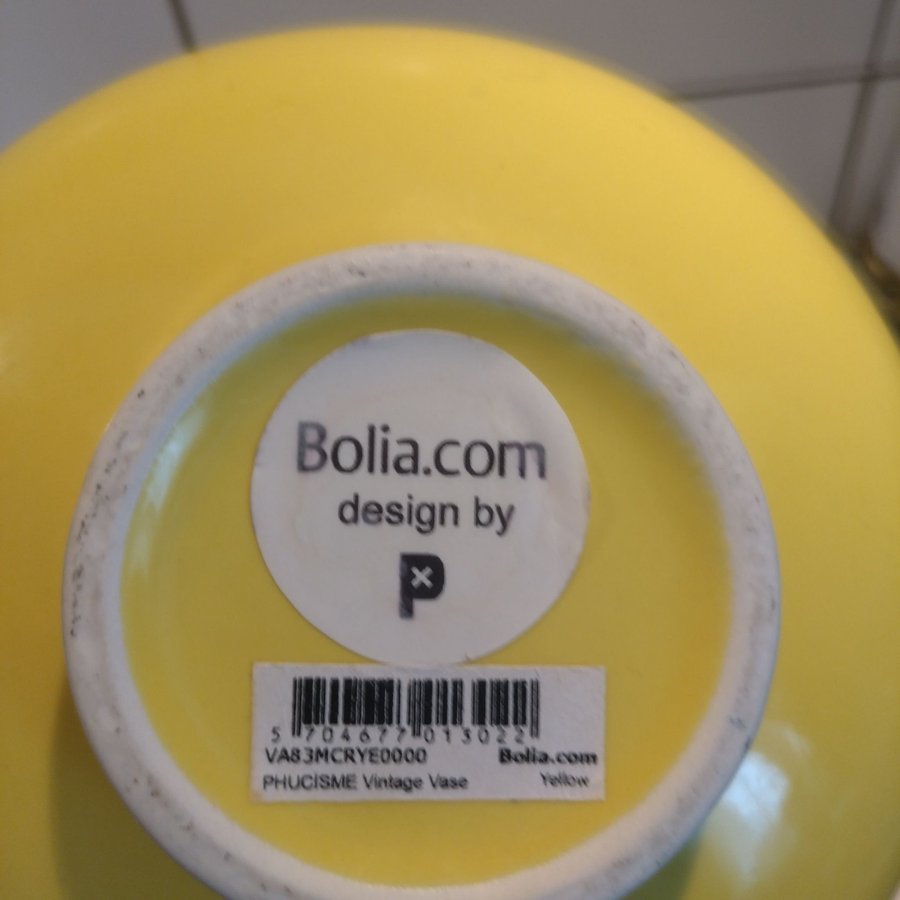 Bolia.com
design by
P
5 704677 013022
VA83MCRYE0000 Bolia.com
PHUCISME Vintage Vase Yellow